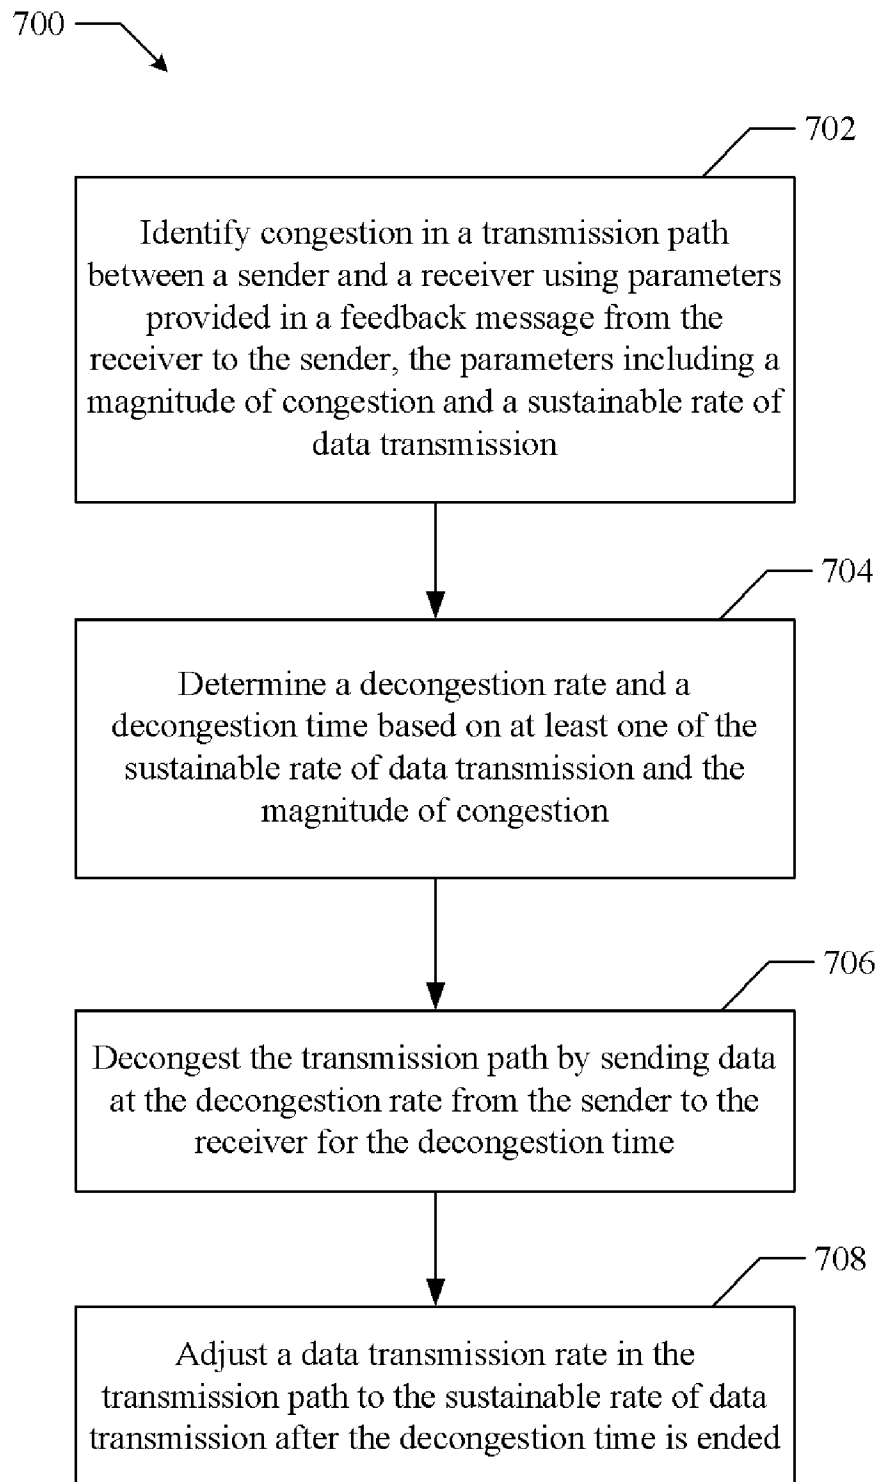 700
702
Identify congestion in a transmission path
between a sender and a receiver using parameters
provided in a feedback message from the
receiver to the sender, the parameters including a
magnitude of congestion and a sustainable rate of
data transmission
704
Determine a decongestion rate and a
decongestion time based on at least one of the
sustainable rate of data transmission and the
magnitude of congestion
706
Decongest the transmission path by sending data
at the decongestion rate from the sender to the
receiver for the decongestion time
708
Adjust a data transmission rate in the
transmission path to the sustainable rate of data
transmission after the decongestion time is ended